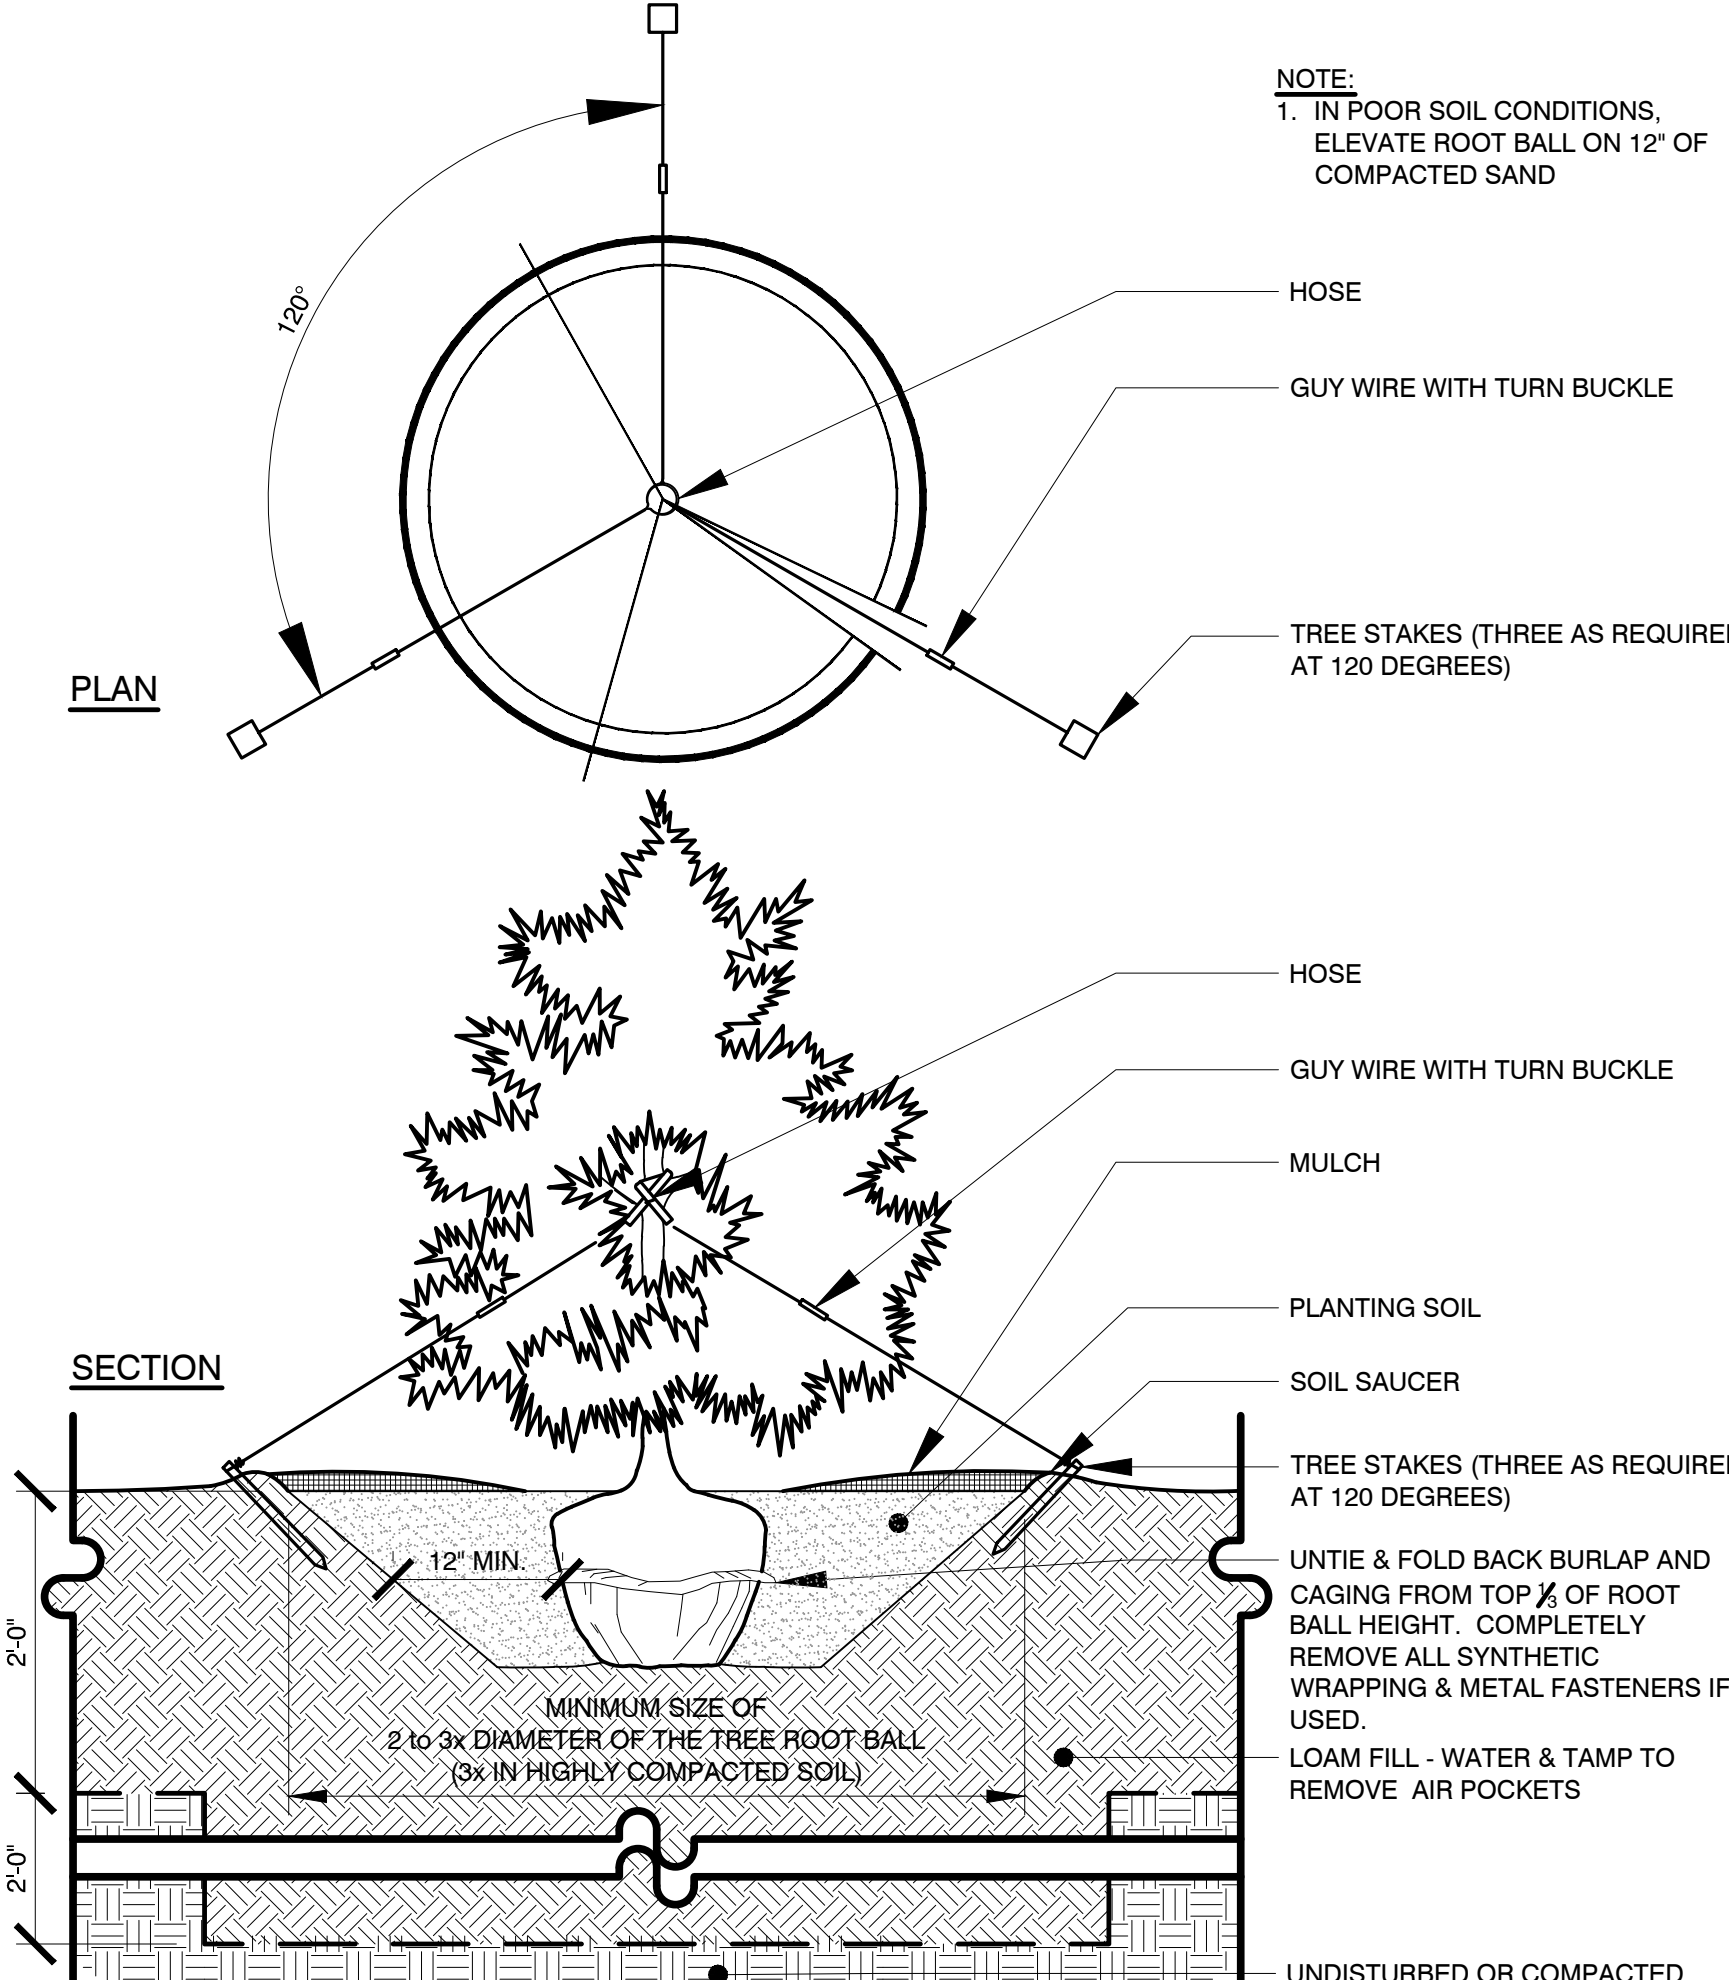 NOTE:
1. IN POOR SOIL CONDITIONS,
ELEVATE ROOT BALL ON 12" OF
COMPACTED SAND
HOSE
GUY WIRE WITH TURN BUCKLE
120°
TREE STAKES (THREE AS REQUIRE
AT 120 DEGREES)
PLAN
HOSE
GUY WIRE WITH TURN BUCKLE
MULCH
PLANTING SOIL
SECTION
SOIL SAUCER
TREE STAKES (THREE AS REQUIRE
AT 120 DEGREES)
12" MIN.
UNTIE & FOLD BACK BURLAP AND
CAGING FROM TOP ⅓ OF ROOT
BALL HEIGHT. COMPLETELY
REMOVE ALL SYNTHETIC
WRAPPING & METAL FASTENERS IF
USED.
2'-0"
MINIMUM SIZE OF
2 to 3x DIAMETER OF THE TREE ROOT BALL
(3x IN HIGHLY COMPACTED SOIL)
LOAM FILL - WATER & TAMP TO
REMOVE AIR POCKETS
2'-0"
UNDISTURBED OR COMPACTED